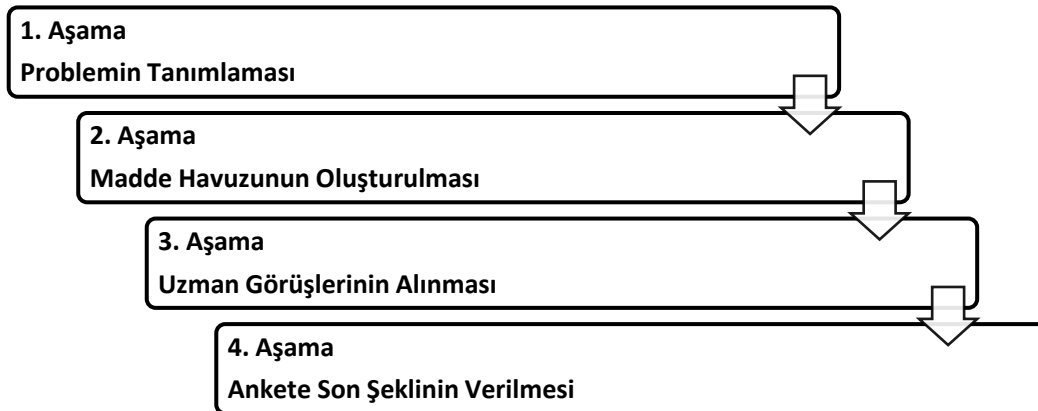 1. Aşama
Problemin Tanımlaması
2. Aşama
Madde Havuzunun Oluşturulması
3. Aşama
Uzman Görüşlerinin Alınması
4. Aşama
Ankete Son Şeklinin Verilmesi